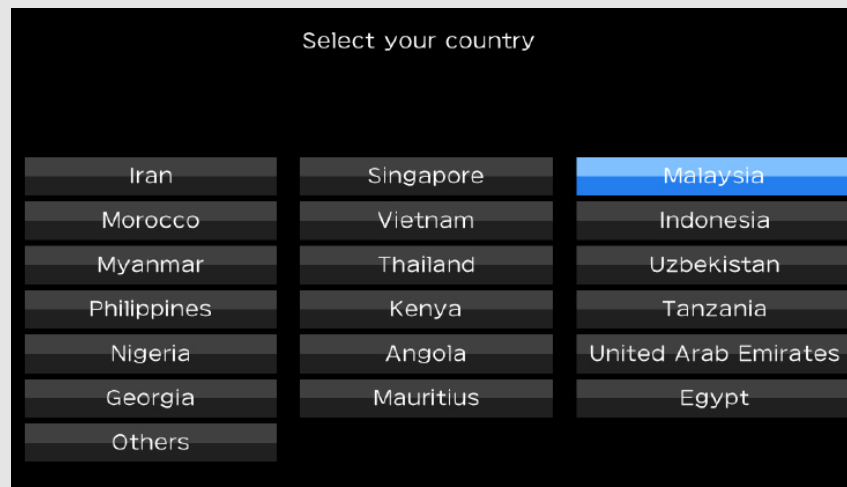 Select your country
Iran Singapore Malaysia
Morocco Vietnam Indonesia
Myanmar Thailand Uzbekistan
Philippines Kenya Tanzania
Nigeria Angola United Arab Emirates
Georgia Mauritius Egypt
Others